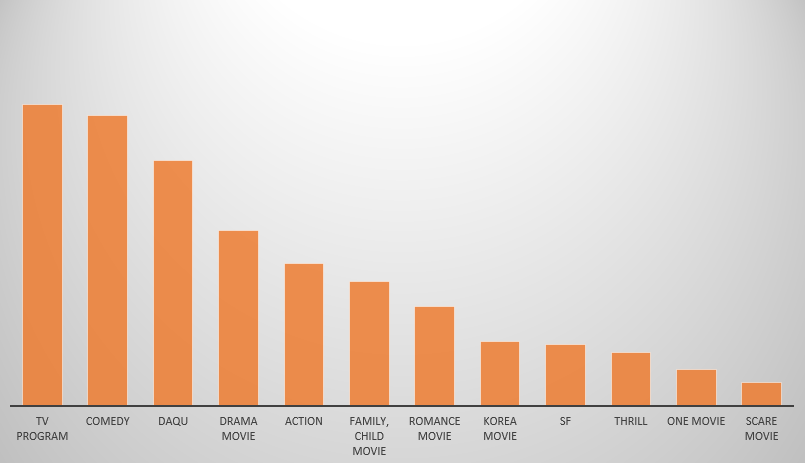 TV
PROGRAM
COMEDY
DAQU
DRAMA
MOVIE
ACTION
FAMILY,
CHILD
MOVIE
ROMANCE
MOVIE
KOREA
MOVIE
SF
THRILL
ONE MOVIE
SCARE
MOVIE